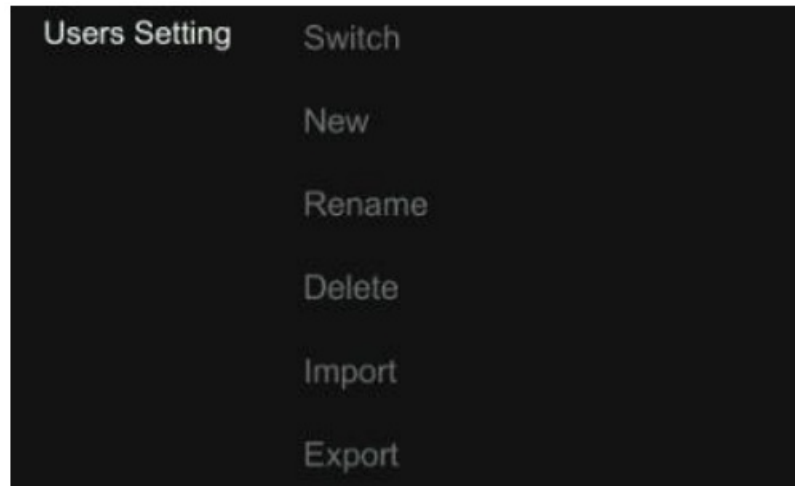 Users Setting Switch
New
Rename
Delete
Import
Export